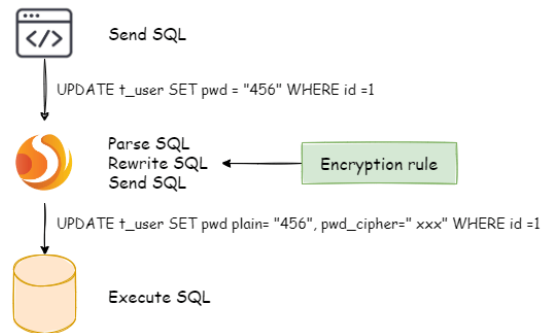 </>
Send SQL
UPDATE t_user SET pwd = "456" WHERE id =1
Parse SQL
Rewrite SQL
Send SQL
Encryption rule
UPDATE t_user SET pwd plain= "456", pwd_cipher=" xxx" WHERE id =1
Execute SQL